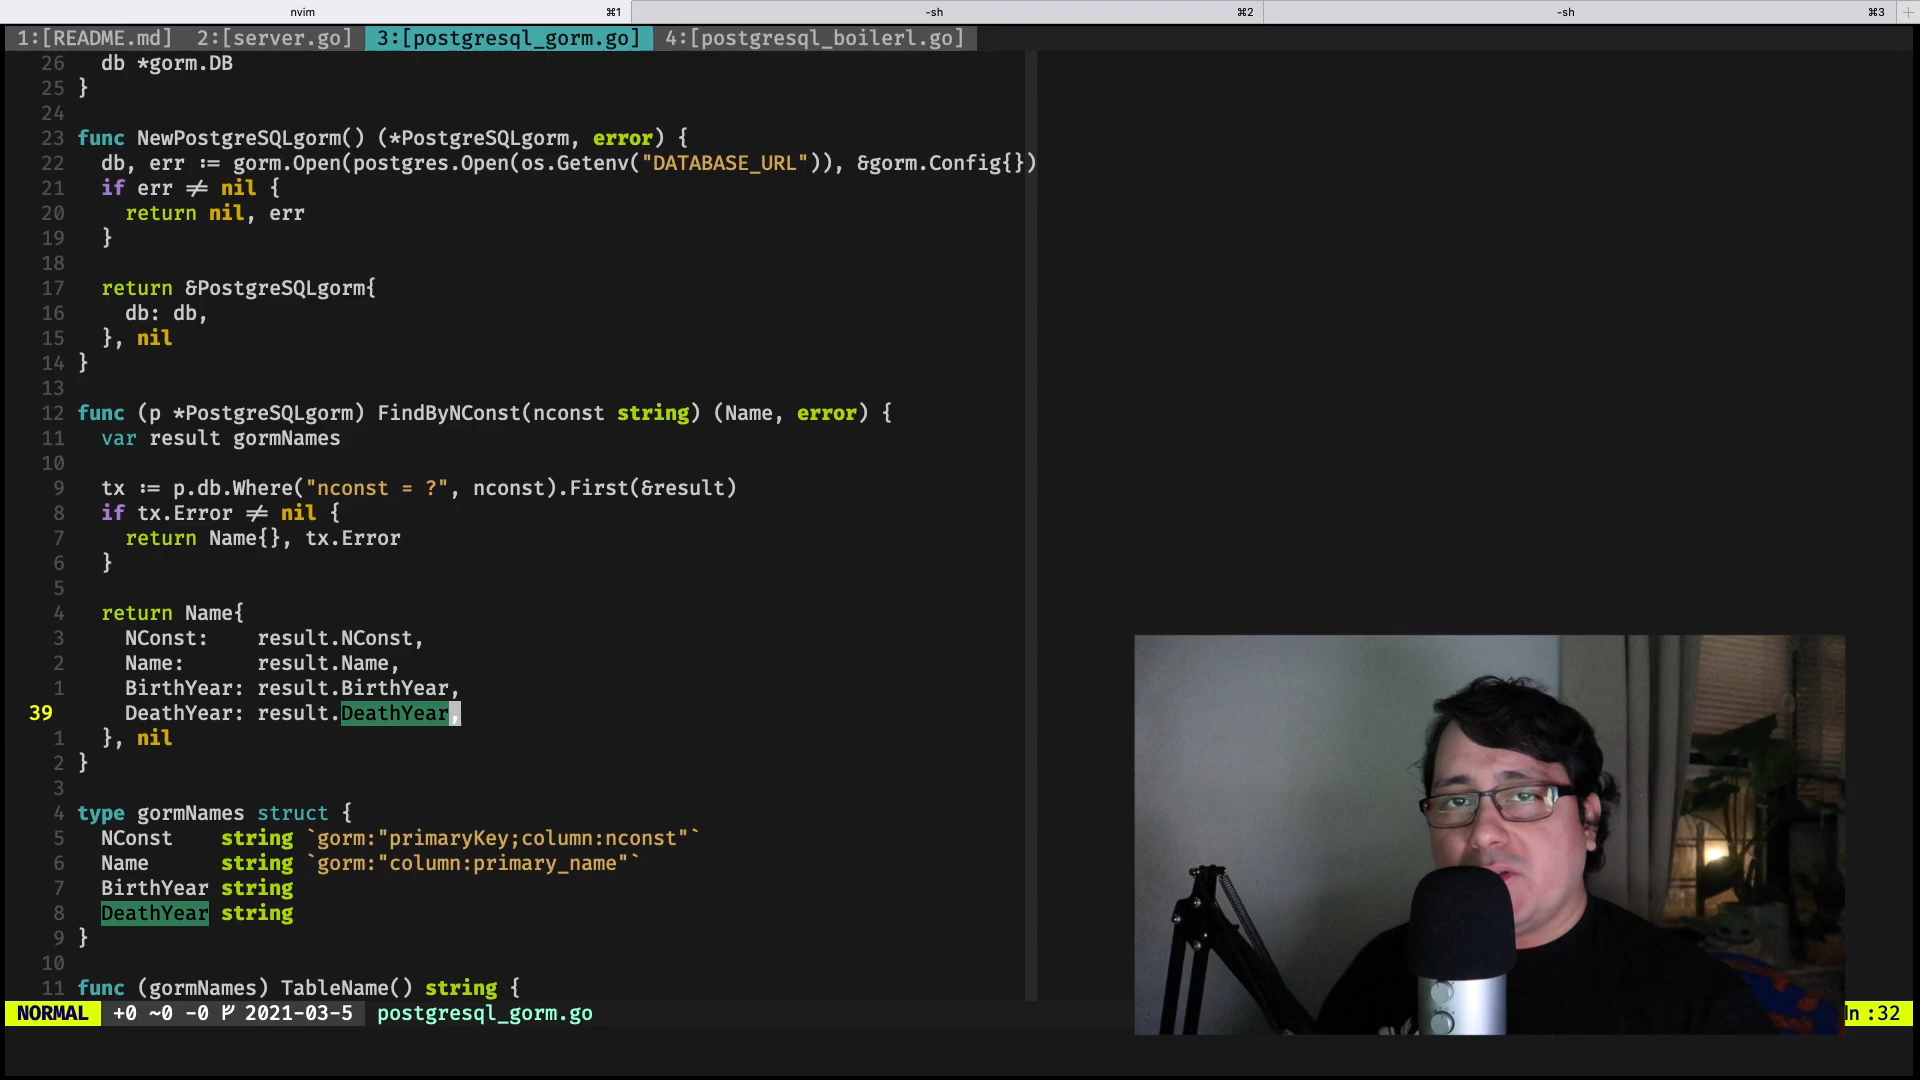 nvim ⌘1 -sh ⌘2 -sh ⌘3 +
1:[README.md] 2:[server.go] 3:[postgresql_gorm.go] 4:[postgresql_boilerl.go]
26 db *gorm.DB
25 }
24
23 func NewPostgreSQLgorm() (*PostgreSQLgorm, error) {
22 db, err := gorm.Open(postgres.Open(os.Getenv("DATABASE_URL")), &gorm.Config{})
21 if err ≠ nil {
20 return nil, err
19 }
18
17 return &PostgreSQLgorm{
16 db: db,
15 }, nil
14 }
13
12 func (p *PostgreSQLgorm) FindByNConst(nconst string) (Name, error) {
11 var result gormNames
10
9 tx := p.db.Where("nconst = ?", nconst).First(&result)
8 if tx.Error ≠ nil {
7 return Name{}, tx.Error
6 }
5
4 return Name{
3 NConst: result.NConst,
2 Name: result.Name,
1 BirthYear: result.BirthYear,
39 DeathYear: result.DeathYear,
1 }, nil
2 }
3
4 type gormNames struct {
5 NConst string `gorm:"primaryKey;column:nconst"`
6 Name string `gorm:"column:primary_name"`
7 BirthYear string
8 DeathYear string
9 }
10
11 func (gormNames) TableName() string {
NORMAL +0 ~0 -0 ᚠ 2021-03-5 postgresql_gorm.go ln :32